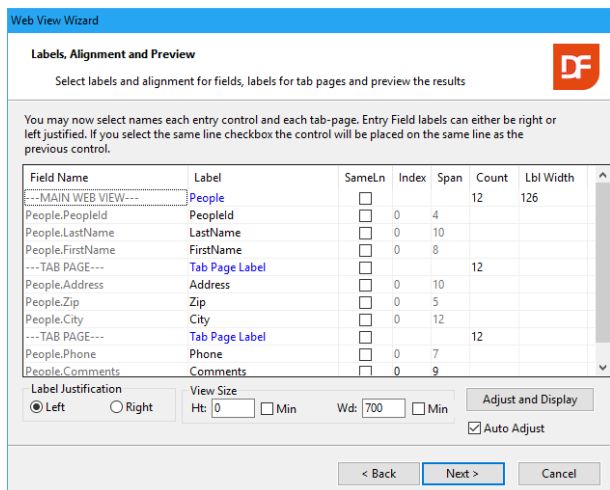 Web View Wizard
Labels, Alignment and Preview
Select labels and alignment for fields, labels for tab pages and preview the results
DF
You may now select names each entry control and each tab-page. Entry Field labels can either be right or
left justified. If you select the same line checkbox the control will be placed on the same line as the
previous control.
Field Name Label SameLn Index Span Count Lbl Width
---MAIN WEB VIEW--- People 12 126
People.PeopleId PeopleId 0 4
People.LastName LastName 0 10
People.FirstName FirstName 0 8
---TAB PAGE--- Tab Page Label 12
People.Address Address 0 10
People.Zip Zip 0 5
People.City City 0 12
---TAB PAGE--- Tab Page Label 12
People.Phone Phone 0 7
People.Comments Comments 0 9
Label Justification View Size
Left Right Ht: 0 Min Wd: 700 Min Adjust and Display
Auto Adjust
< Back Next > Cancel